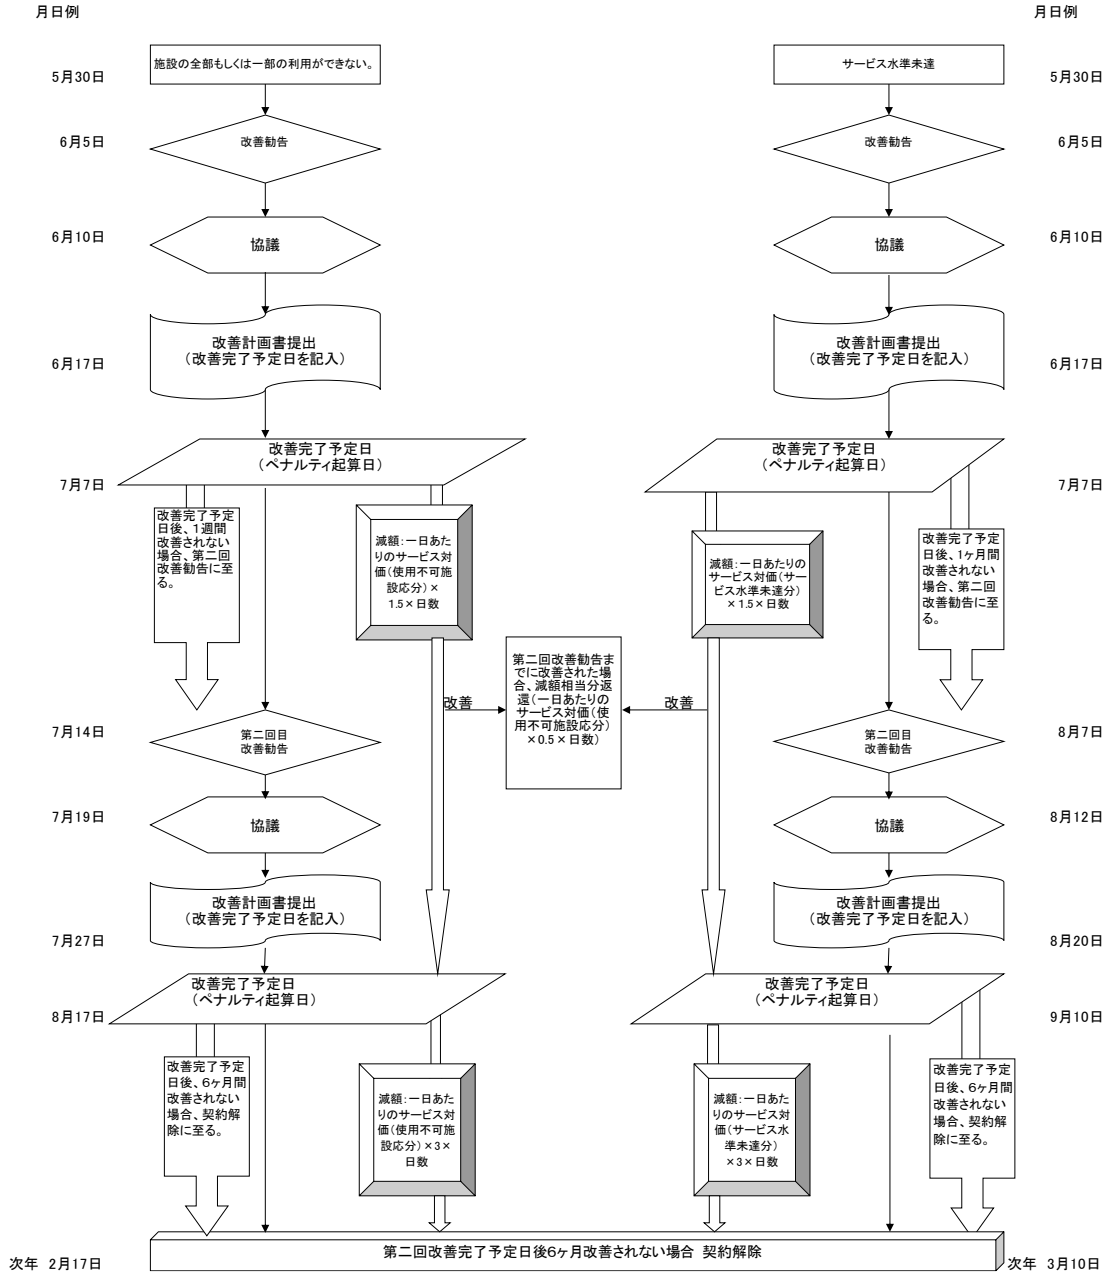 月日例
月日例
施設の全部もしくは一部の利用ができない。
サービス水準未達
5月30日
5月30日
改善勧告
改善勧告
6月5日
6月5日
協議
協議
6月10日
6月10日
改善計画書提出
(改善完了予定日を記入)
改善計画書提出
(改善完了予定日を記入)
6月17日
6月17日
改善完了予定日
(ペナルティ起算日)
改善完了予定日
(ペナルティ起算日)
7月7日
7月7日
改善完了予定
日後、1週間
改善されない
場合、第二回
改善勧告に至
る。
減額:一日あた
りのサービス対
価(使用不可施
設応分)×
1.5×日数
減額:一日あたりの
サービス対価(サー
ビス水準未達分)
×1.5×日数
改善完了予定
日後、1ヶ月間
改善されない
場合、第二回
改善勧告に至
る。
第二回改善勧告ま
でに改善された場
合、減額相当分返
還(一日あたりの
サービス対価(使
用不可施設応分)
×0.5×日数)
改善
改善
7月14日
第二回目
改善勧告
第二回目
改善勧告
8月7日
7月19日
協議
協議
8月12日
改善計画書提出
(改善完了予定日を記入)
改善計画書提出
(改善完了予定日を記入)
7月27日
8月20日
改善完了予定日
(ペナルティ起算日)
改善完了予定日
(ペナルティ起算日)
8月17日
9月10日
改善完了予定
日後、6ヶ月間
改善されない
場合、契約解
除に至る。
減額:一日あた
りのサービス対
価(使用不可施
設応分)×3×
日数
減額:一日あた
りのサービス対
価(サービス水
準未達分)
×3×日数
改善完了予定
日後、6ヶ月間
改善されない
場合、契約解
除に至る。
第二回改善完了予定日後6ヶ月改善されない場合 契約解除
次年 2月17日
次年 3月10日